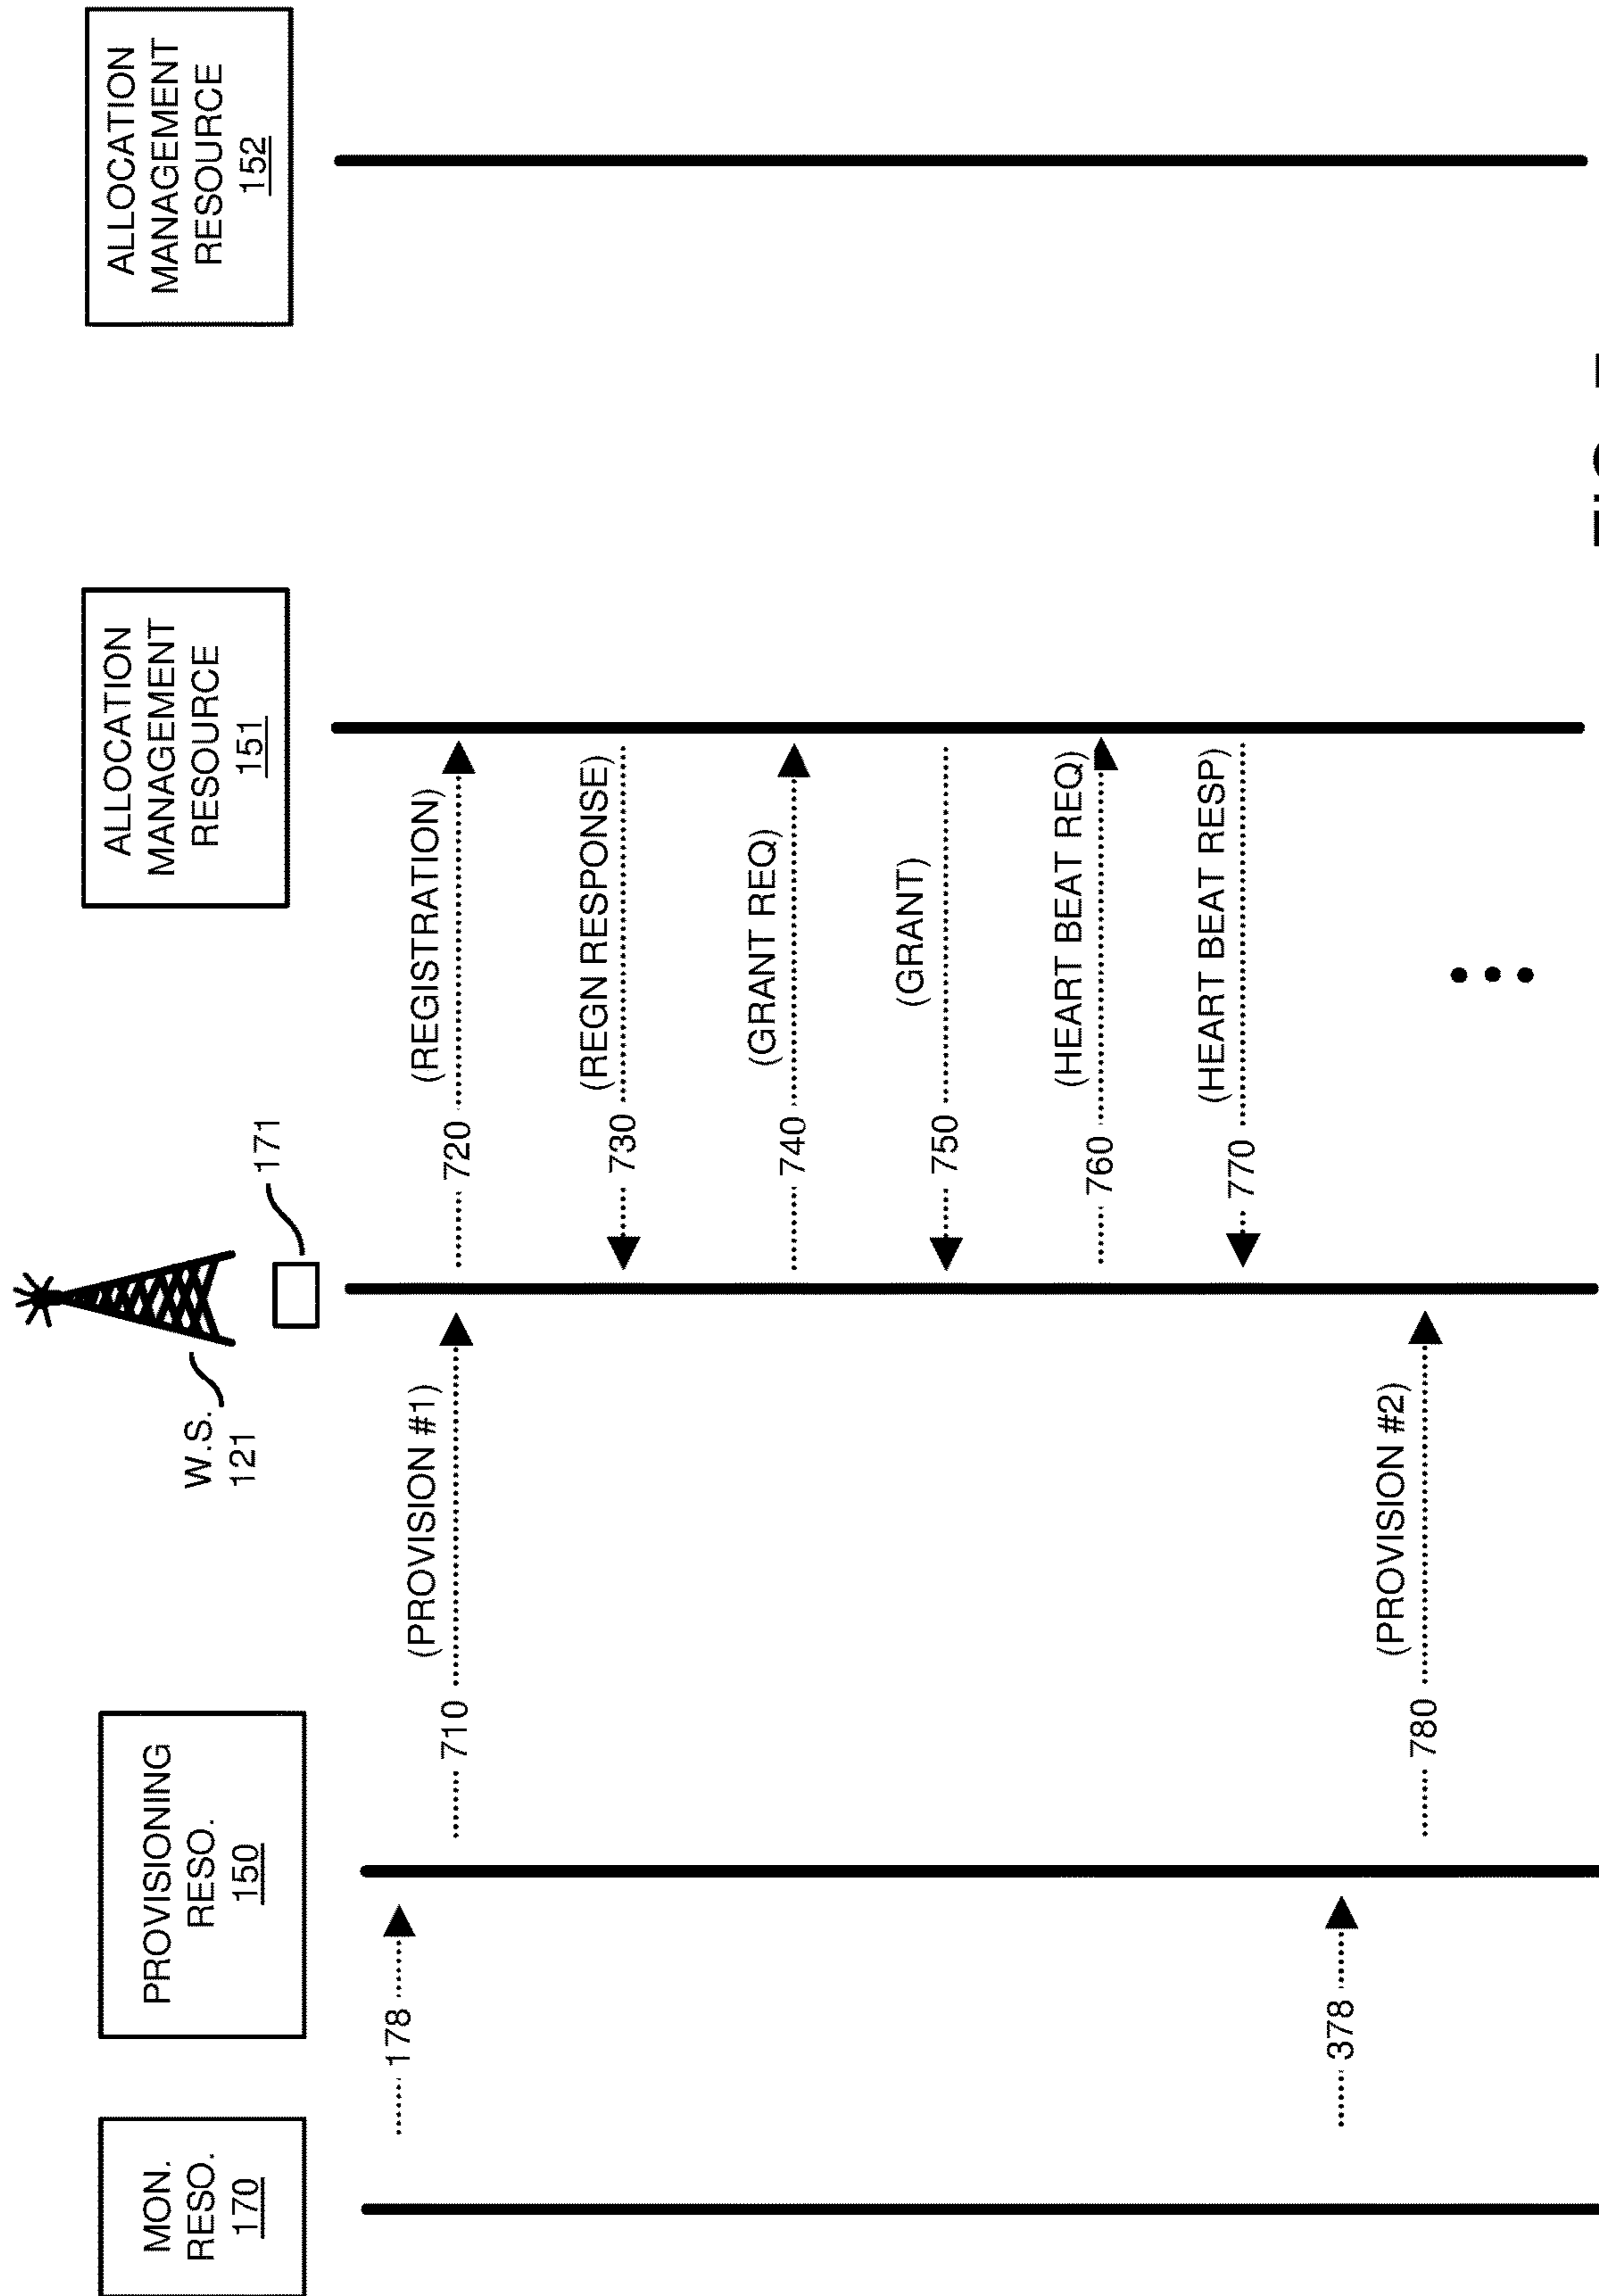 MON.
RESO.
170
PROVISIONING
RESO.
150
W.S.
121
171
ALLOCATION
MANAGEMENT
RESOURCE
151
ALLOCATION
MANAGEMENT
RESOURCE
152
178
(PROVISION #1)
710
(REGISTRATION)
720
(REGN RESPONSE)
730
(GRANT REQ)
740
(GRANT)
750
(HEART BEAT REQ)
760
(HEART BEAT RESP)
770
378
(PROVISION #2)
780